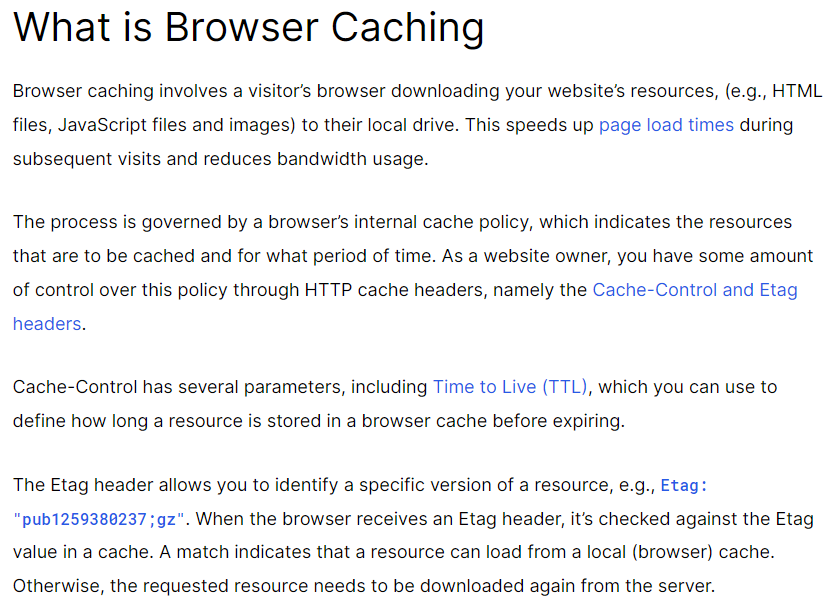 What is Browser Caching
Browser caching involves a visitor’s browser downloading your website’s resources, (e.g., HTML
files, JavaScript files and images) to their local drive. This speeds up page load times during
subsequent visits and reduces bandwidth usage.
The process is governed by a browser’s internal cache policy, which indicates the resources
that are to be cached and for what period of time. As a website owner, you have some amount
of control over this policy through HTTP cache headers, namely the Cache-Control and Etag
headers.
Cache-Control has several parameters, including Time to Live (TTL), which you can use to
define how long a resource is stored in a browser cache before expiring.
The Etag header allows you to identify a specific version of a resource, e.g., Etag:
"pub1259380237;gz". When the browser receives an Etag header, it’s checked against the Etag
value in a cache. A match indicates that a resource can load from a local (browser) cache.
Otherwise, the requested resource needs to be downloaded again from the server.